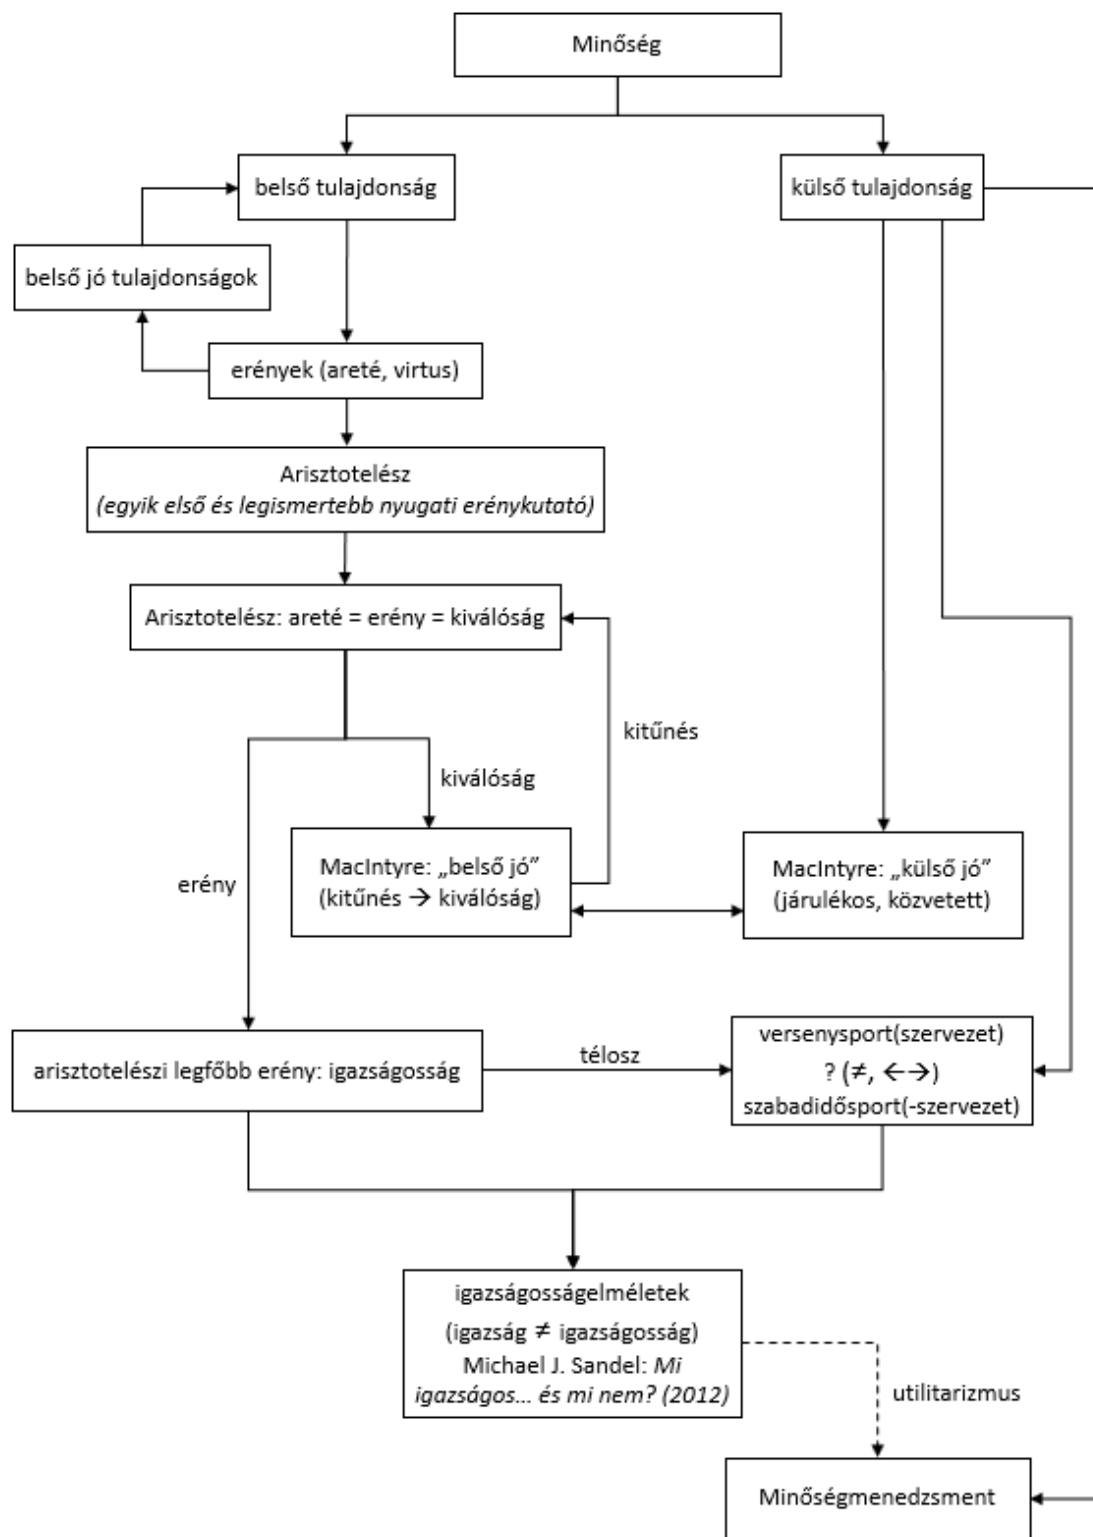 Minőség
belső tulajdonság
külső tulajdonság
belső jó tulajdonságok
erények (areté, virtus)
Arisztotelész
(egyik első és legismertebb nyugati erénykutató)
Arisztotelész: areté = erény = kiválóság
kitűnés
kiválóság
erény
MacIntyre: „belső jó”
(kitűnés → kiválóság)
MacIntyre: „külső jó”
(járulékos, közvetett)
arisztotelészi legfőbb erény: igazságosság
télosz
versenysport(szervezet)
? (≠, ←→)
szabadidősport(-szervezet)
igazságosságelméletek
(igazság ≠ igazságosság)
Michael J. Sandel: Mi
igazságos... és mi nem? (2012)
utilitarizmus
Minőségmenedzsment